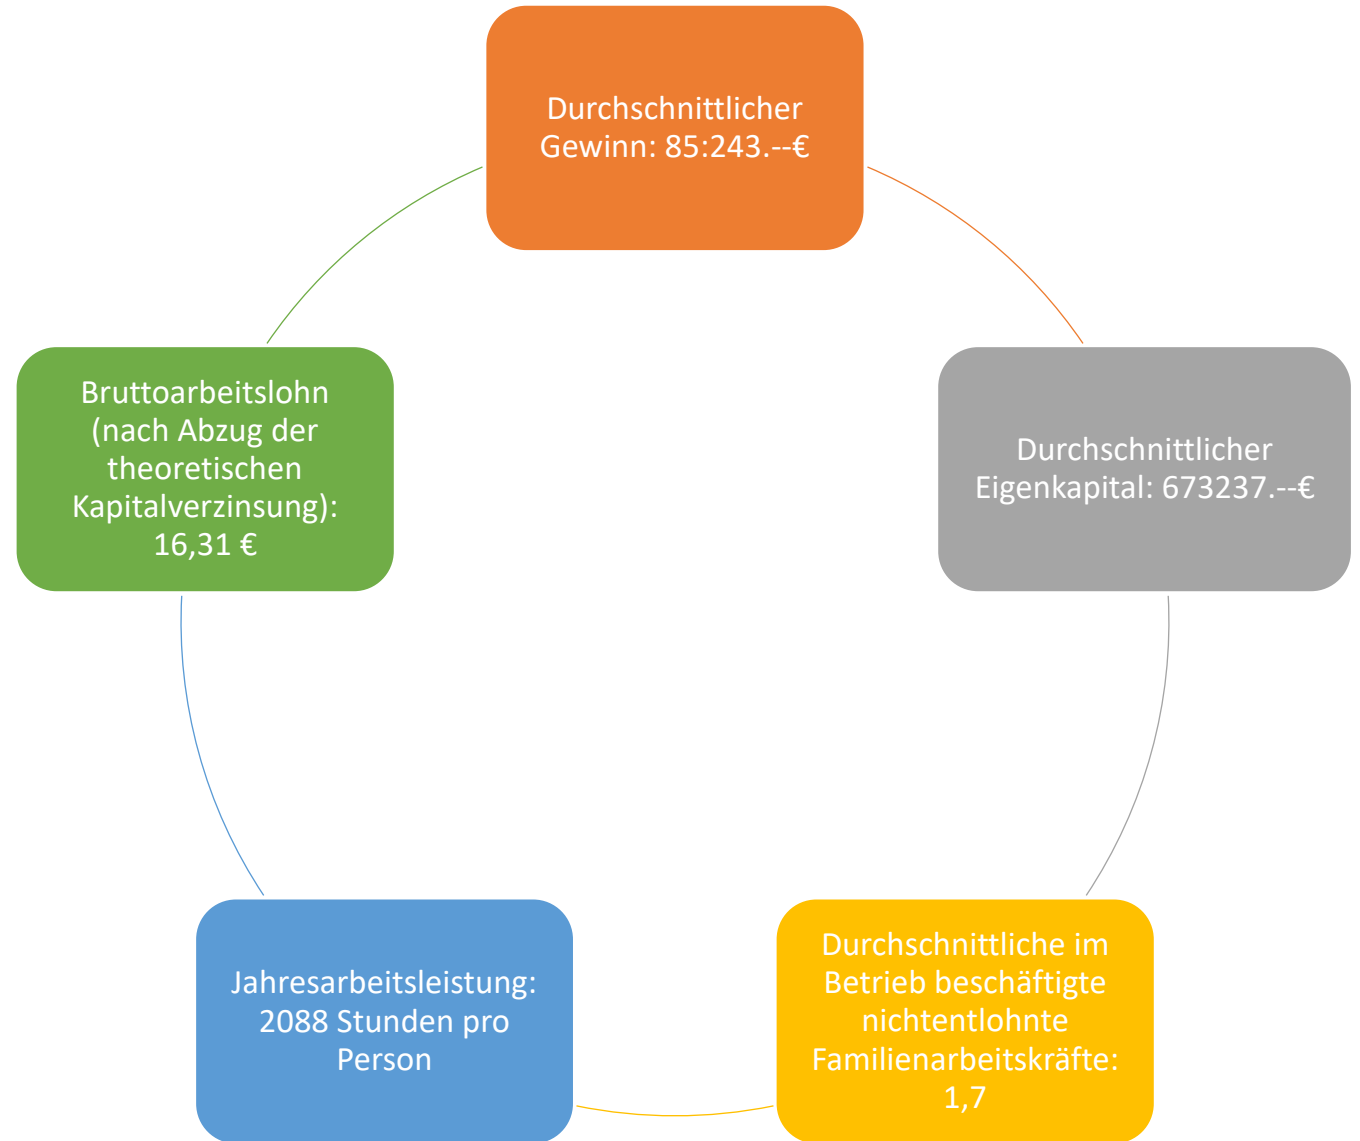 Durchschnittlicher
Gewinn: 85:243.--€
Durchschnittlicher
Eigenkapital: 673237.--€
Durchschnittliche im
Betrieb beschäftigte
nichtentlohnte
Familienarbeitskräfte:
1,7
Jahresarbeitsleistung:
2088 Stunden pro
Person
Bruttoarbeitslohn
(nach Abzug der
theoretischen
Kapitalverzinsung):
16,31 €